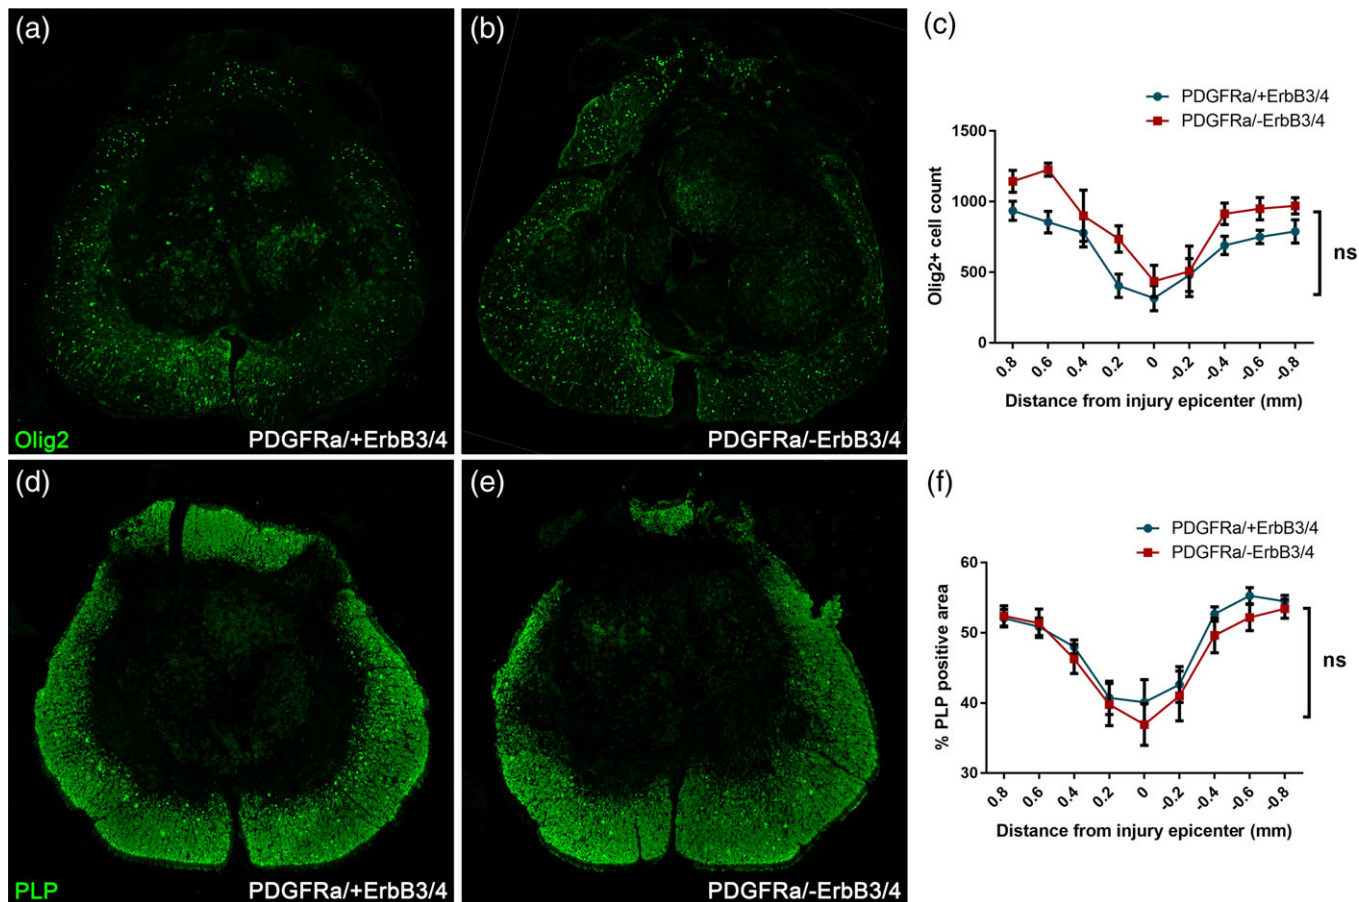 (a)
Olig2
PDGFRa/+ErbB3/4
(b)
PDGFRa/-ErbB3/4
(c)
PDGFRa/+ErbB3/4
PDGFRa/-ErbB3/4
1500
1000
500
0
Olig2+ cell count
0.8 0.6 0.4 0.2 0 -0.2 -0.4 -0.6 -0.8
Distance from injury epicenter (mm)
ns
(d)
PLP
PDGFRa/+ErbB3/4
(e)
PDGFRa/-ErbB3/4
(f)
PDGFRa/+ErbB3/4
PDGFRa/-ErbB3/4
60
50
40
30
% PLP positive area
0.8 0.6 0.4 0.2 0 -0.2 -0.4 -0.6 -0.8
Distance from injury epicenter (mm)
ns